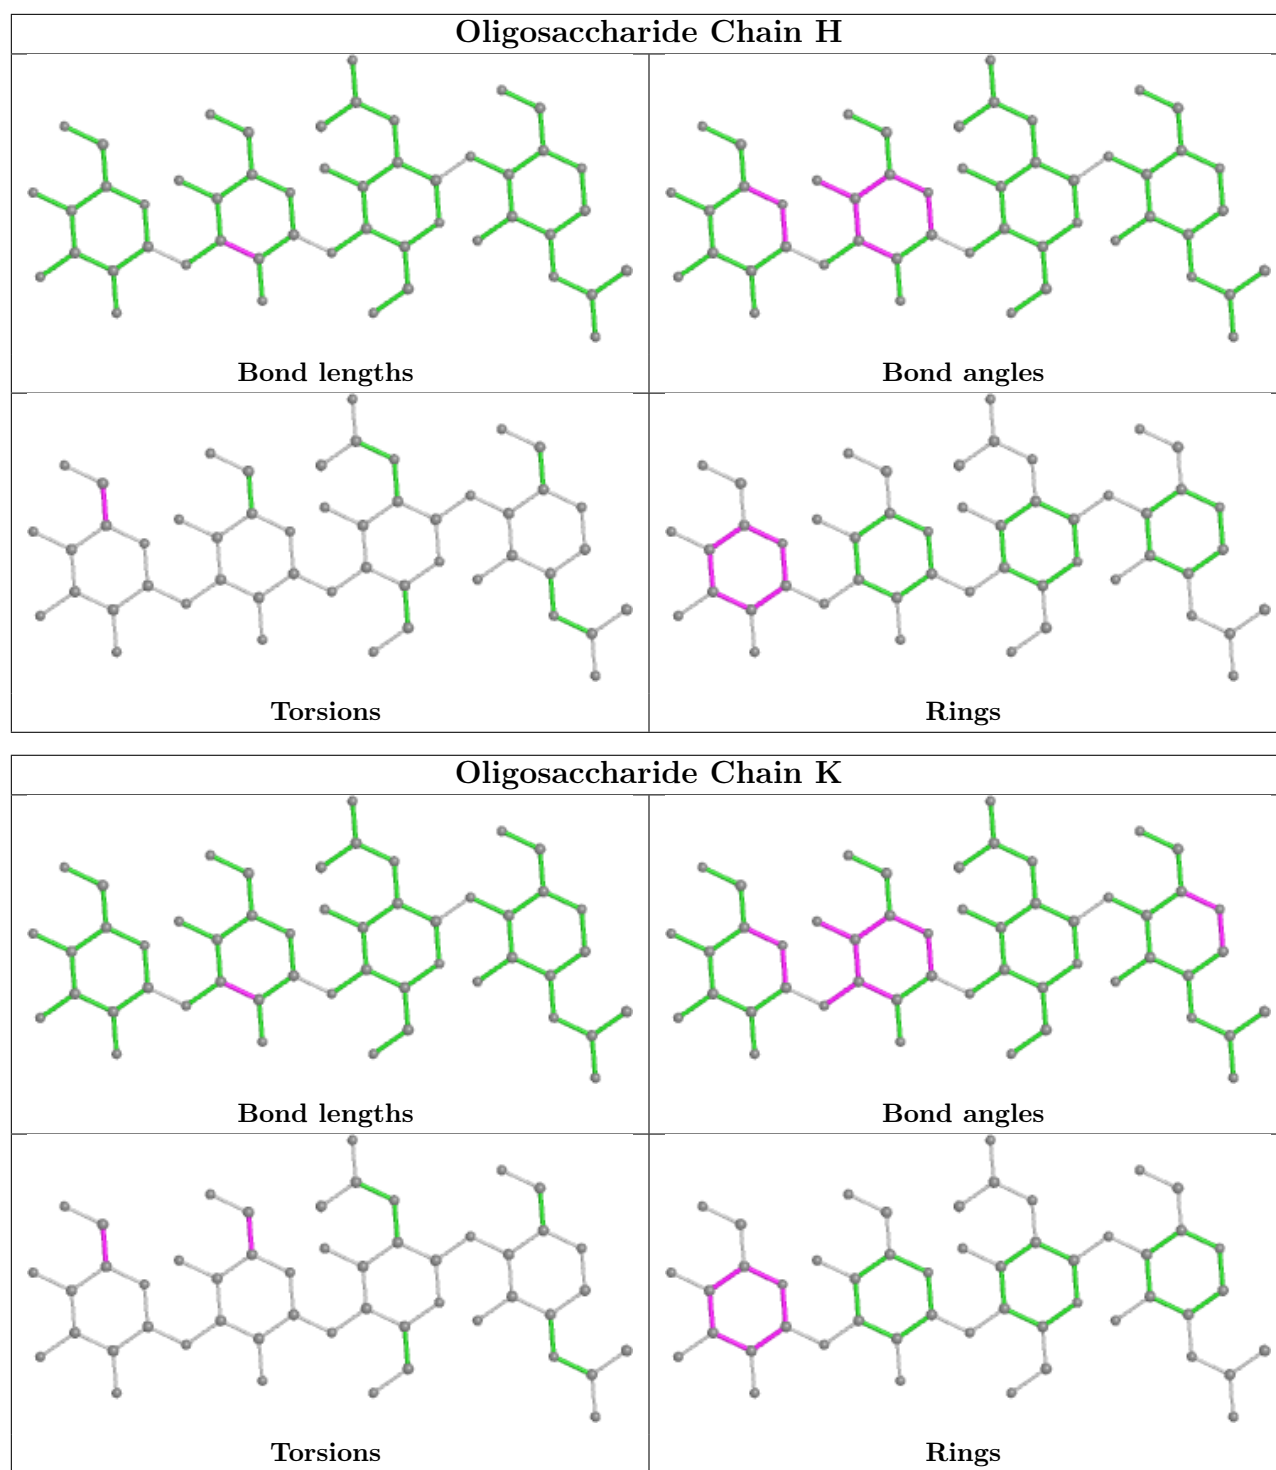 Oligosaccharide Chain H
Bond lengths
Bond angles
Torsions
Rings
Oligosaccharide Chain K
Bond lengths
Bond angles
Torsions
Rings